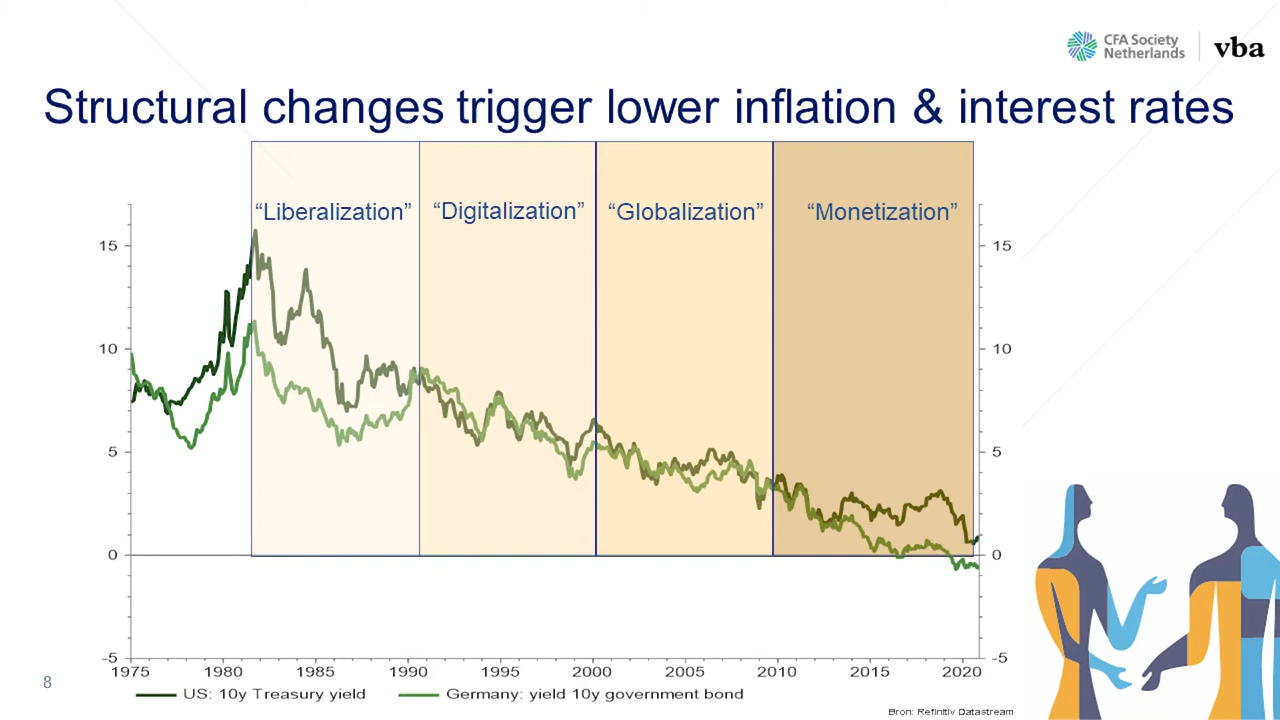 CFA Society
Netherlands
vba
Structural changes trigger lower inflation & interest rates
“Liberalization” “Digitalization” “Globalization” “Monetization”
15 15
10 10
5 5
0 0
-5 -5
1975 1980 1985 1990 1995 2000 2005 2010 2015 2020
US: 10y Treasury yield Germany: yield 10y government bond
8
Bron: Refinitiv Datastream